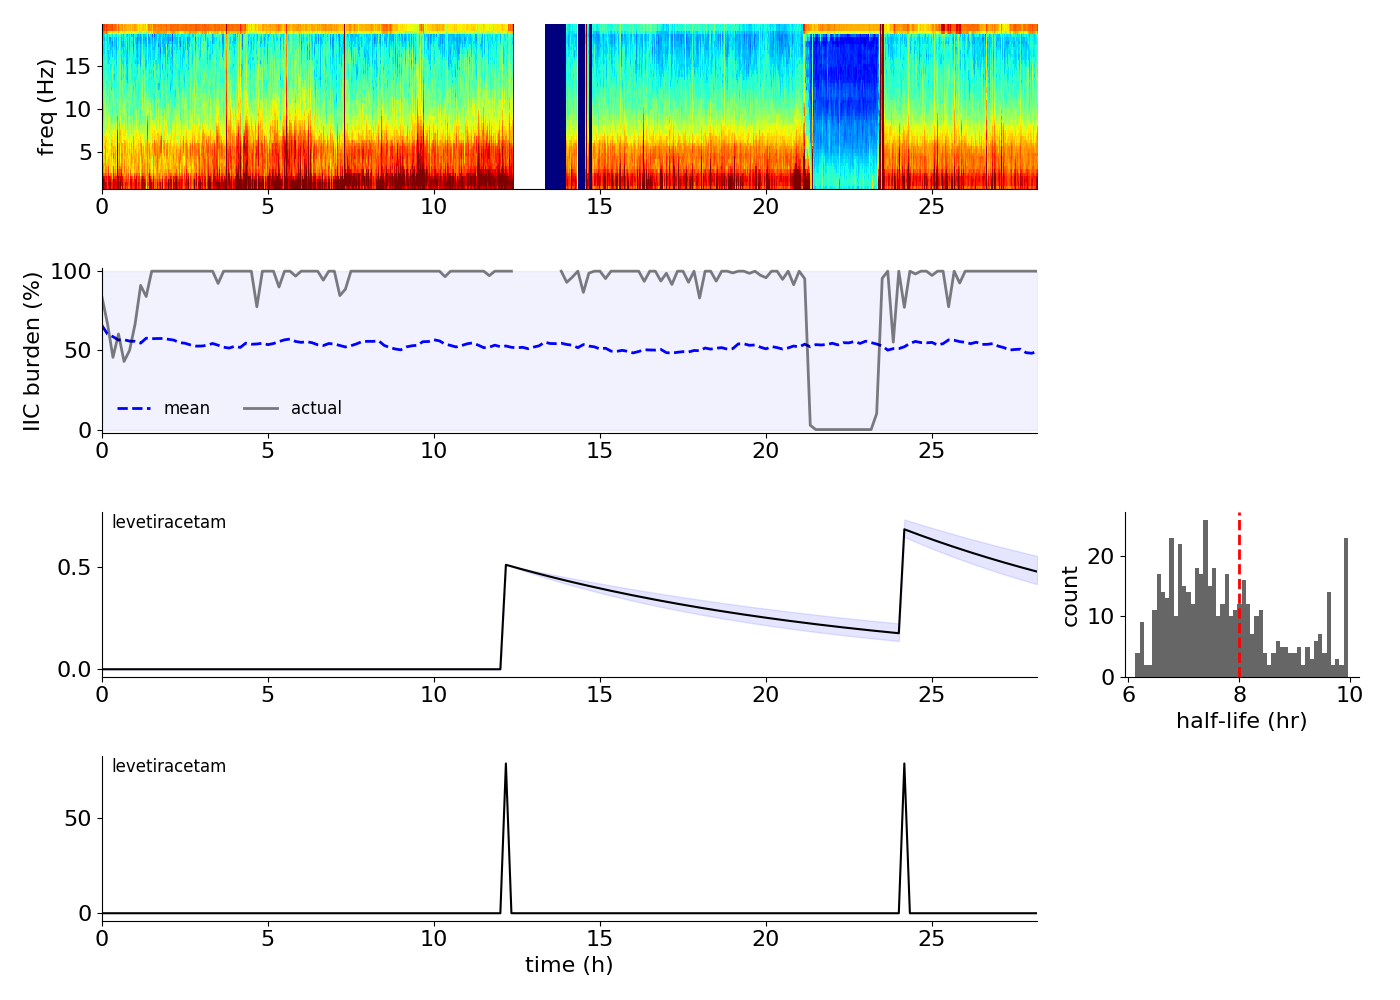 freq (Hz)
15
10
5
0 5 10 15 20 25
IIC burden (%)
100
50
0
mean actual
0 5 10 15 20 25
levetiracetam
0.5
0.0
0 5 10 15 20 25
count
20
10
0
6 8 10
half-life (hr)
levetiracetam
50
0
0 5 10 15 20 25
time (h)